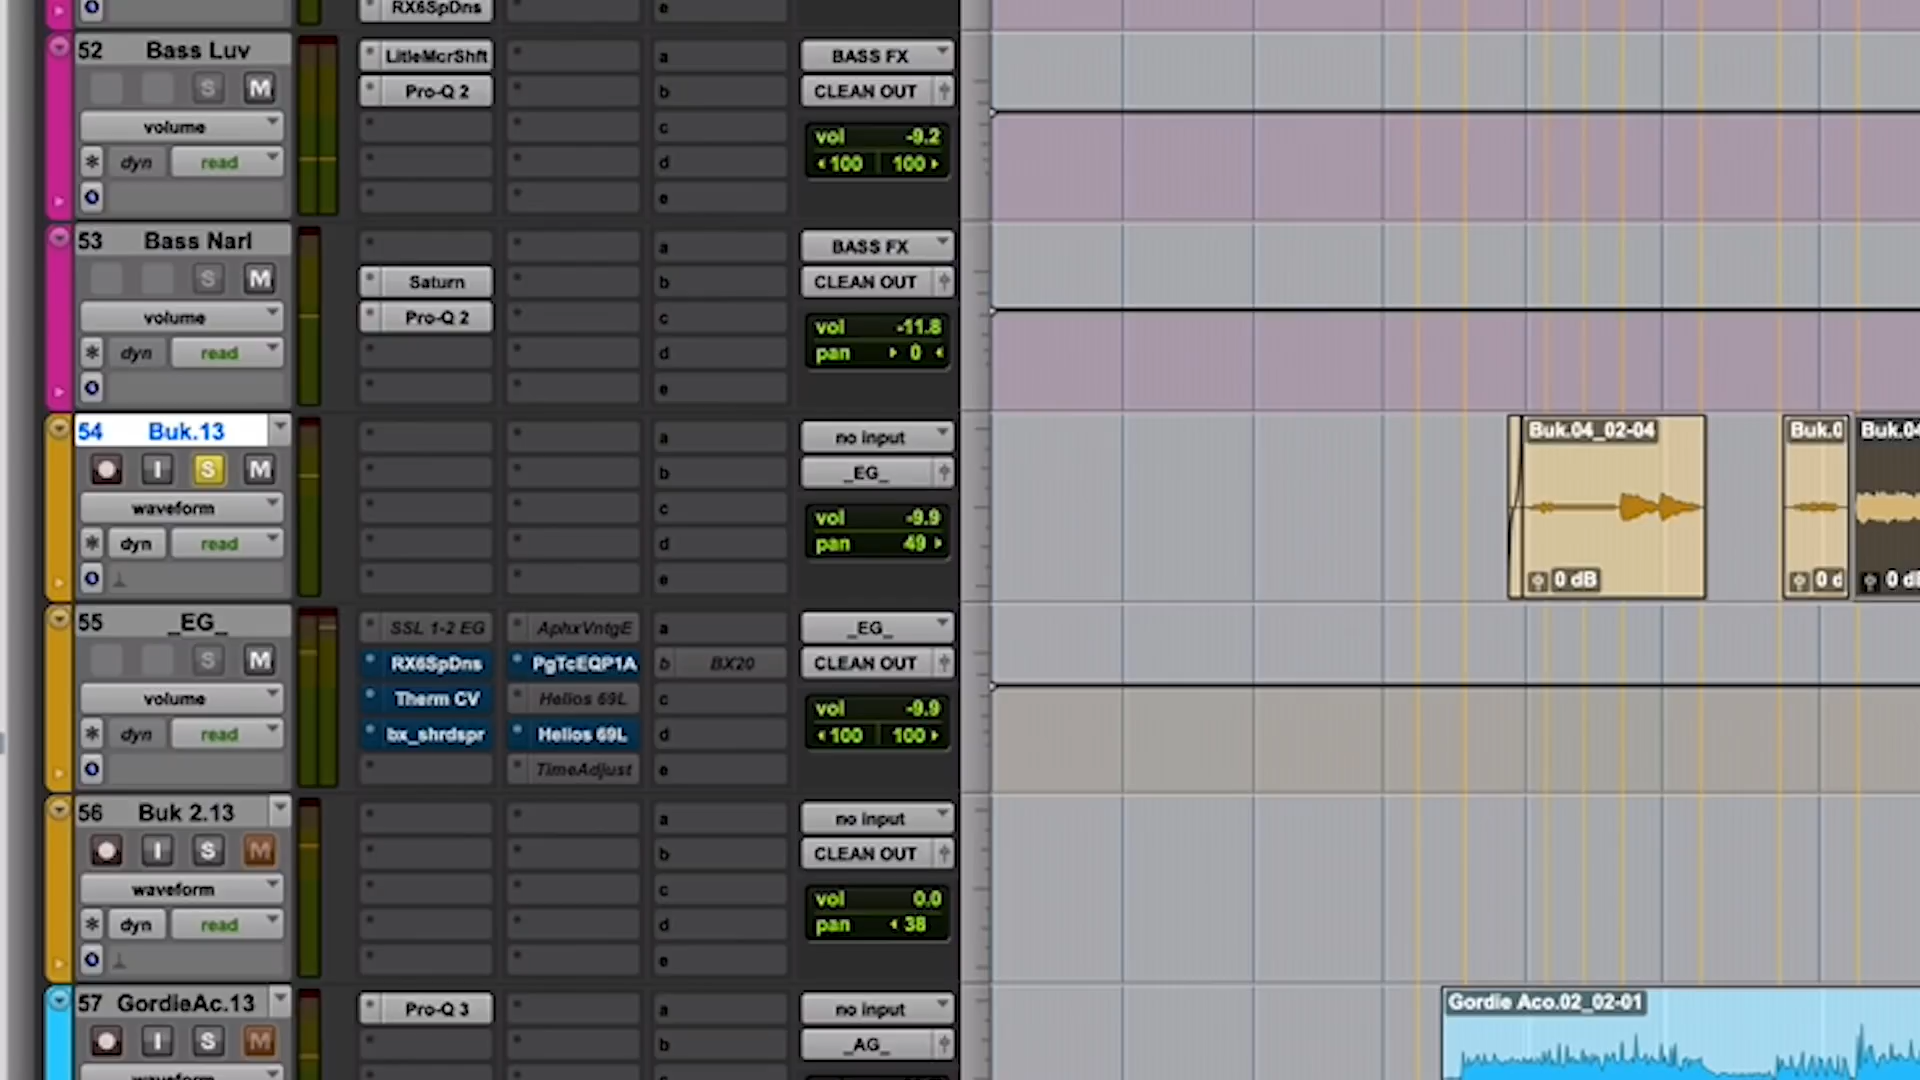 RX6SpDns e
52 Bass Luv
LitleMcrShft a BASS FX
S M Pro-Q 2 b CLEAN OUT
volume c vol -9.2
dyn read d 100 100
e
53 Bass Narl a BASS FX
S M Saturn b CLEAN OUT
volume Pro-Q 2 c vol -11.8
dyn read d pan 0
e
54 Buk.13 a no input Buk.04_02-04 Buk.0 Buk.04
I S M b _EG_
waveform c vol -9.9
dyn read d pan 49
e 0 dB 0 d 0 dB
55 _EG_ SSL 1-2 EG AphxVntgE a _EG_
S M RX6SpDns PgTcEQP1A b BX20 CLEAN OUT
volume Therm CV Helios 69L c vol -9.9
dyn read bx_shrdspr Helios 69L d 100 100
TimeAdjust e
56 Buk 2.13 a no input
I S M b CLEAN OUT
waveform c vol 0.0
dyn read d pan 38
e
57 GordieAc.13 Pro-Q 3 a no input Gordie Aco.02_02-01
I S M b _AG_
waveform